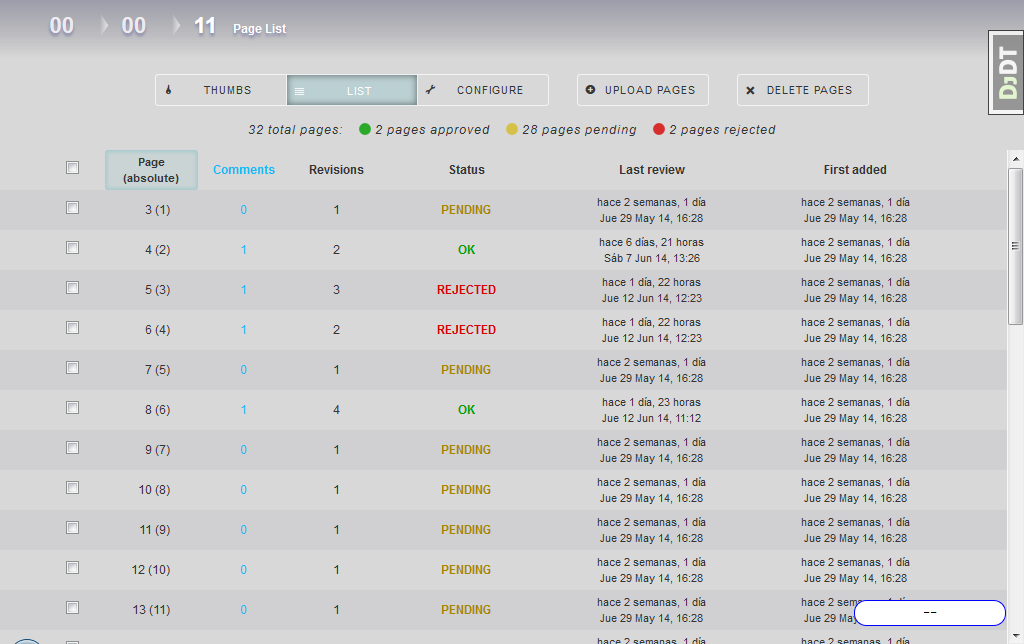 00 00 11 Page List
DJDT
THUMBS LIST CONFIGURE UPLOAD PAGES DELETE PAGES
32 total pages: 2 pages approved 28 pages pending 2 pages rejected
Page (absolute) Comments Revisions Status Last review First added
3 (1) 0 1 PENDING hace 2 semanas, 1 día hace 2 semanas, 1 día
Jue 29 May 14, 16:28 Jue 29 May 14, 16:28
4 (2) 1 2 OK hace 6 días, 21 horas hace 2 semanas, 1 día
Sáb 7 Jun 14, 13:26 Jue 29 May 14, 16:28
5 (3) 1 3 REJECTED hace 1 día, 22 horas hace 2 semanas, 1 día
Jue 12 Jun 14, 12:23 Jue 29 May 14, 16:28
6 (4) 1 2 REJECTED hace 1 día, 22 horas hace 2 semanas, 1 día
Jue 12 Jun 14, 12:23 Jue 29 May 14, 16:28
7 (5) 0 1 PENDING hace 2 semanas, 1 día hace 2 semanas, 1 día
Jue 29 May 14, 16:28 Jue 29 May 14, 16:28
8 (6) 1 4 OK hace 1 día, 23 horas hace 2 semanas, 1 día
Jue 12 Jun 14, 11:12 Jue 29 May 14, 16:28
9 (7) 0 1 PENDING hace 2 semanas, 1 día hace 2 semanas, 1 día
Jue 29 May 14, 16:28 Jue 29 May 14, 16:28
10 (8) 0 1 PENDING hace 2 semanas, 1 día hace 2 semanas, 1 día
Jue 29 May 14, 16:28 Jue 29 May 14, 16:28
11 (9) 0 1 PENDING hace 2 semanas, 1 día hace 2 semanas, 1 día
Jue 29 May 14, 16:28 Jue 29 May 14, 16:28
12 (10) 0 1 PENDING hace 2 semanas, 1 día hace 2 semanas, 1 día
Jue 29 May 14, 16:28 Jue 29 May 14, 16:28
13 (11) 0 1 PENDING hace 2 semanas, 1 día hace 2 semanas, 1 día
Jue 29 May 14, 16:28 Jue 29 May
--
hace 2 semanas, 1 día hace 2 semanas, 1 día